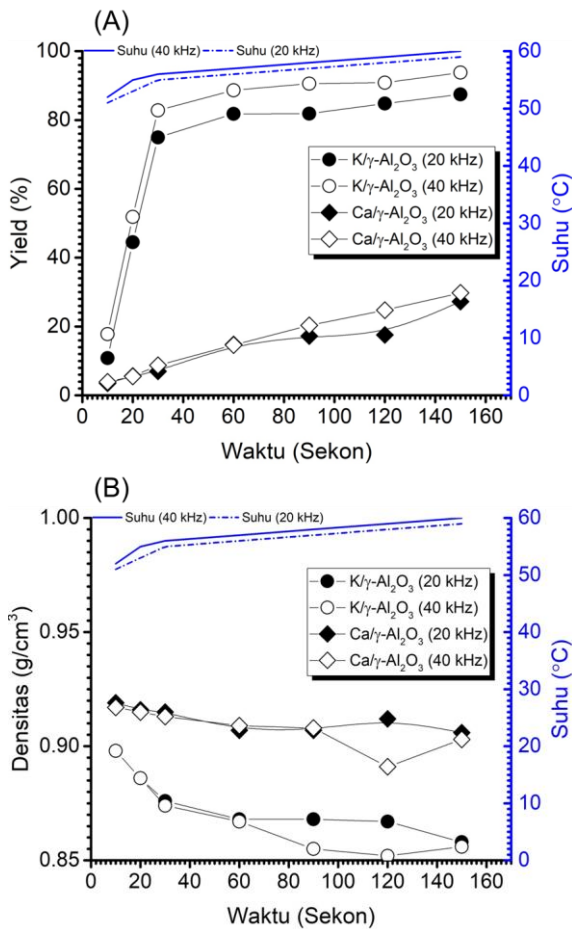 (A)
Suhu (40 kHz) Suhu (20 kHz)
100
80
60
40
20
0
Yield (%)
K/γ-Al₂O₃ (20 kHz)
K/γ-Al₂O₃ (40 kHz)
Ca/γ-Al₂O₃ (20 kHz)
Ca/γ-Al₂O₃ (40 kHz)
60
50
40
30
20
10
0
Suhu (°C)
0 20 40 60 80 100 120 140 160
Waktu (Sekon)
(B)
Suhu (40 kHz) Suhu (20 kHz)
1.00
0.95
0.90
0.85
Densitas (g/cm³)
K/γ-Al₂O₃ (20 kHz)
K/γ-Al₂O₃ (40 kHz)
Ca/γ-Al₂O₃ (20 kHz)
Ca/γ-Al₂O₃ (40 kHz)
60
50
40
30
20
10
0
Suhu (°C)
0 20 40 60 80 100 120 140 160
Waktu (Sekon)